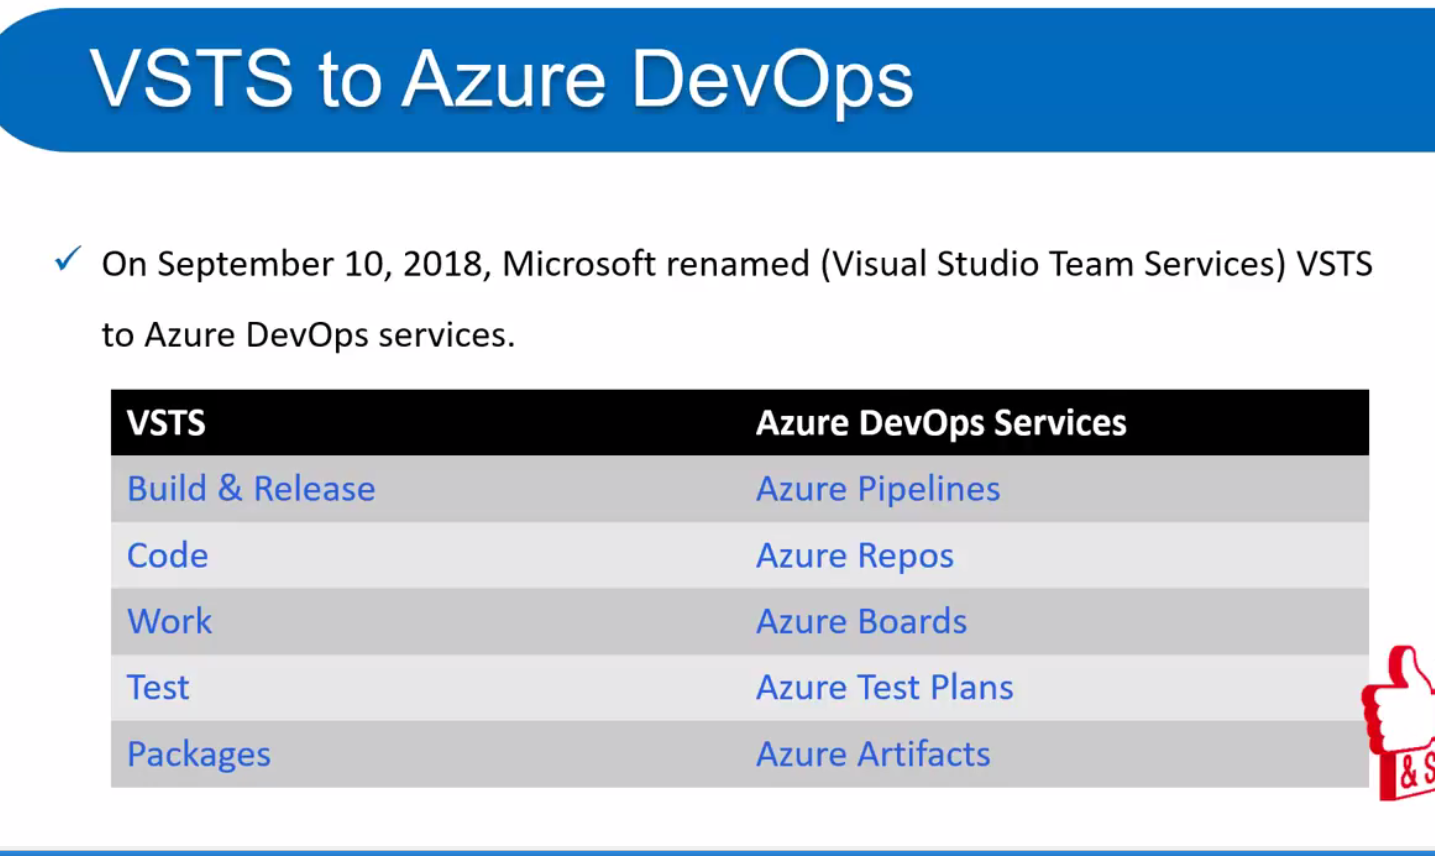 VSTS to Azure DevOps
✓ On September 10, 2018, Microsoft renamed (Visual Studio Team Services) VSTS
to Azure DevOps services.
VSTS Azure DevOps Services
Build & Release Azure Pipelines
Code Azure Repos
Work Azure Boards
Test Azure Test Plans
Packages Azure Artifacts
& S